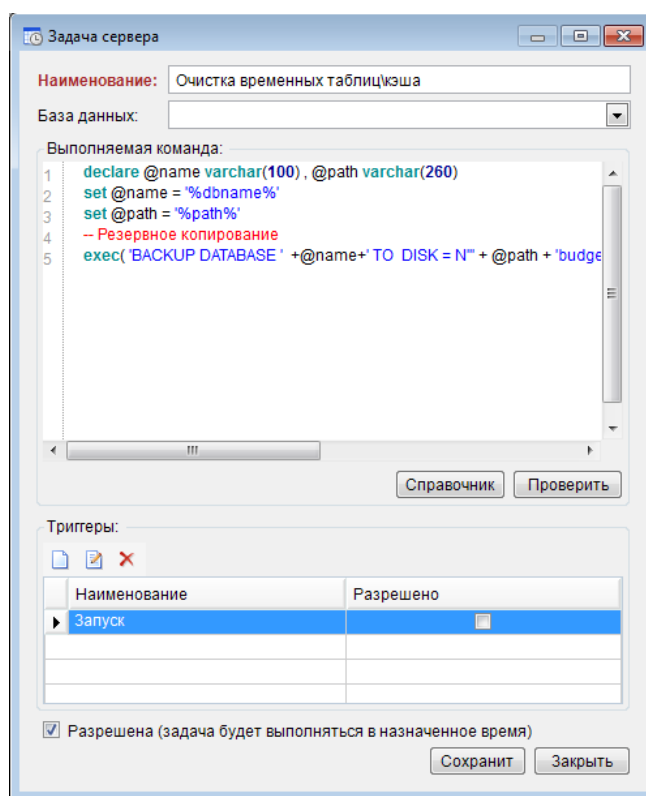 Задача сервера
Наименование: Очистка временных таблиц\кэша
База данных:
Выполняемая команда:
1 declare @name varchar(100) , @path varchar(260)
2 set @name = '%dbname%'
3 set @path = '%path%'
4 -- Резервное копирование
5 exec( 'BACKUP DATABASE ' +@name+' TO DISK = N''' + @path + 'budge
Справочник Проверить
Триггеры:
Наименование Разрешено
Запуск
Разрешена (задача будет выполняться в назначенное время)
Сохранит Закрыть